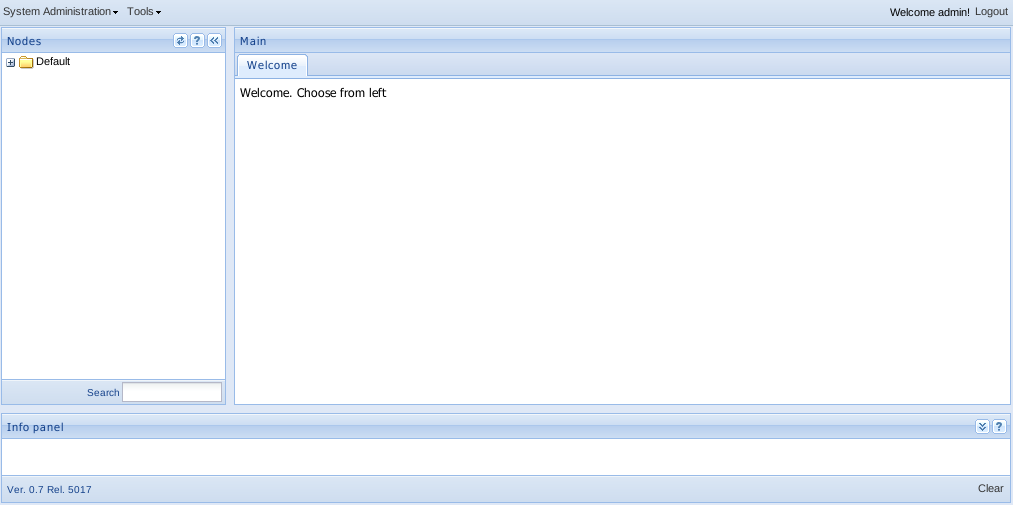 System Administration Tools Welcome admin! Logout
Nodes
Default
Search
Main
Welcome
Welcome. Choose from left
Info panel
Ver. 0.7 Rel. 5017 Clear